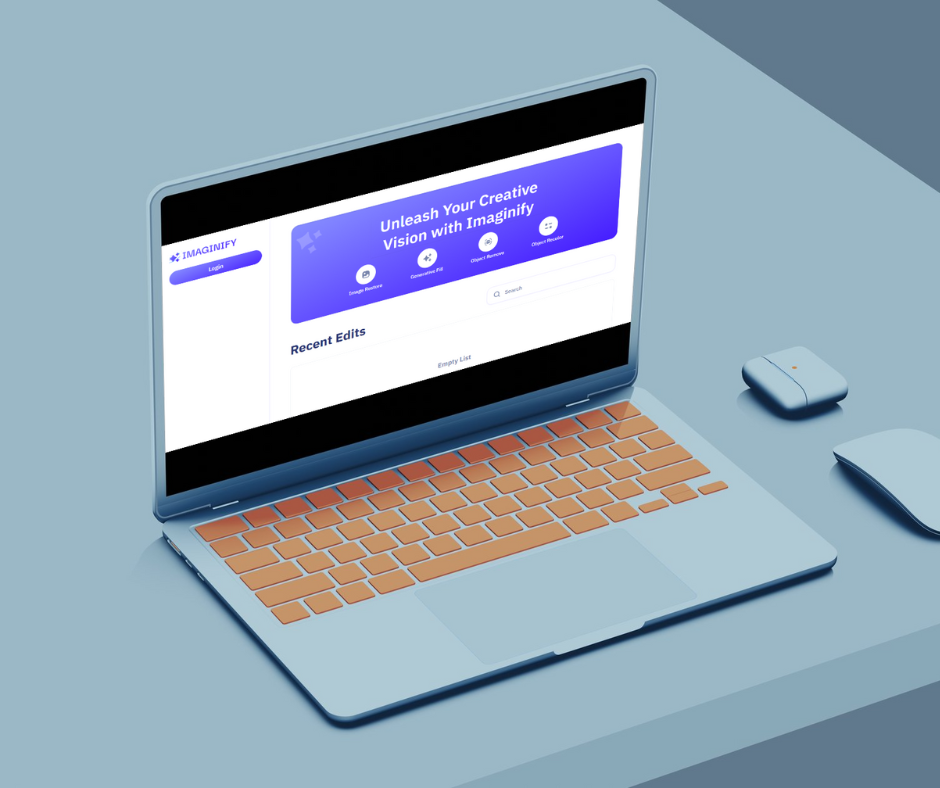 IMAGINIFY
Login
Unleash Your Creative
Vision with Imaginify
Image Restore
Generative Fill
Object Remove
Object Recolor
Search
Recent Edits
Empty List